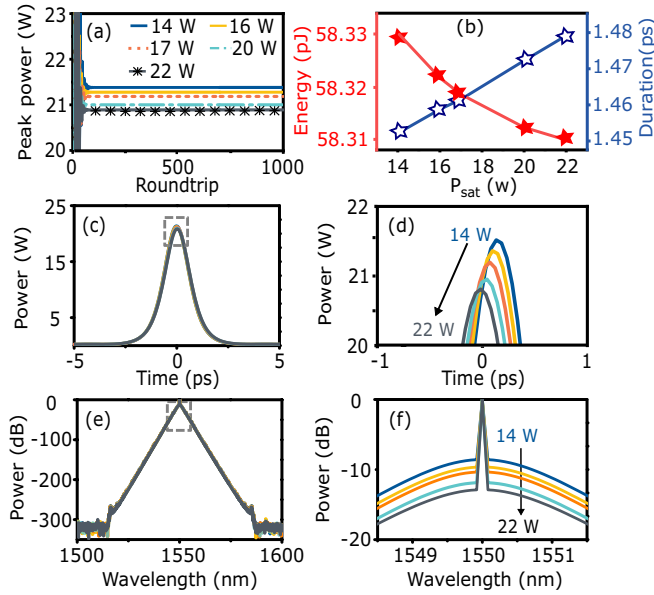 (a)
14 W
16 W
17 W
20 W
22 W
Peak power (W)
23
22
21
20
0
500
1000
Roundtrip
(b)
Energy (pJ)
58.33
58.32
58.31
Duration(ps)
1.48
1.47
1.46
1.45
14
16
18
20
22
P_sat (w)
(c)
Power (W)
25
15
5
-5
0
5
Time (ps)
(d)
14 W
22 W
Power (W)
22
21
20
-1
0
1
Time (ps)
(e)
Power (dB)
0
-100
-200
-300
1500
1550
1600
Wavelength (nm)
(f)
14 W
22 W
Power (dB)
0
-10
-20
1549
1550
1551
Wavelength (nm)